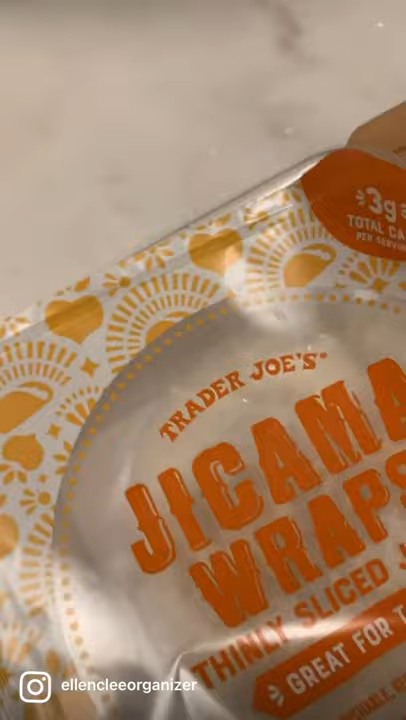 3g
TOTAL CA
PER SERVIN
TRADER JOE'S®
JICAMA
WRAPS
THINLY SLICED J
GREAT FOR T
ellencleeorganizer